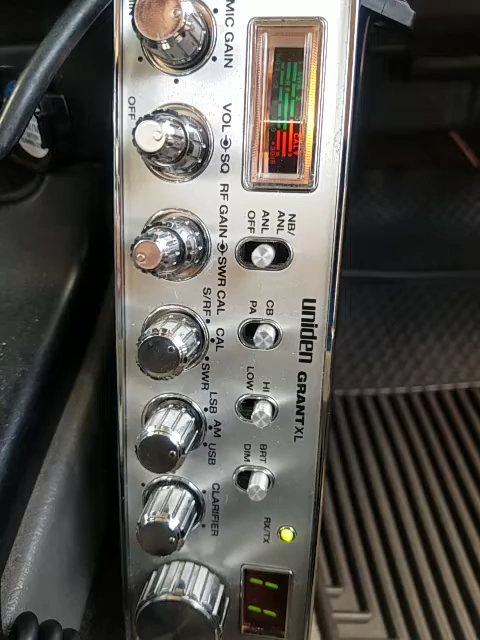 MIC GAIN
OFF
VOL SQ
RF GAIN SWR CAL
S/RF CAL SWR
LSB AM USB
CLARIFIER
NB/
ANL
ANL
OFF
CB
PA
HI
LOW
BRT
DIM
RX/TX
uniden GRANT XL
CAL